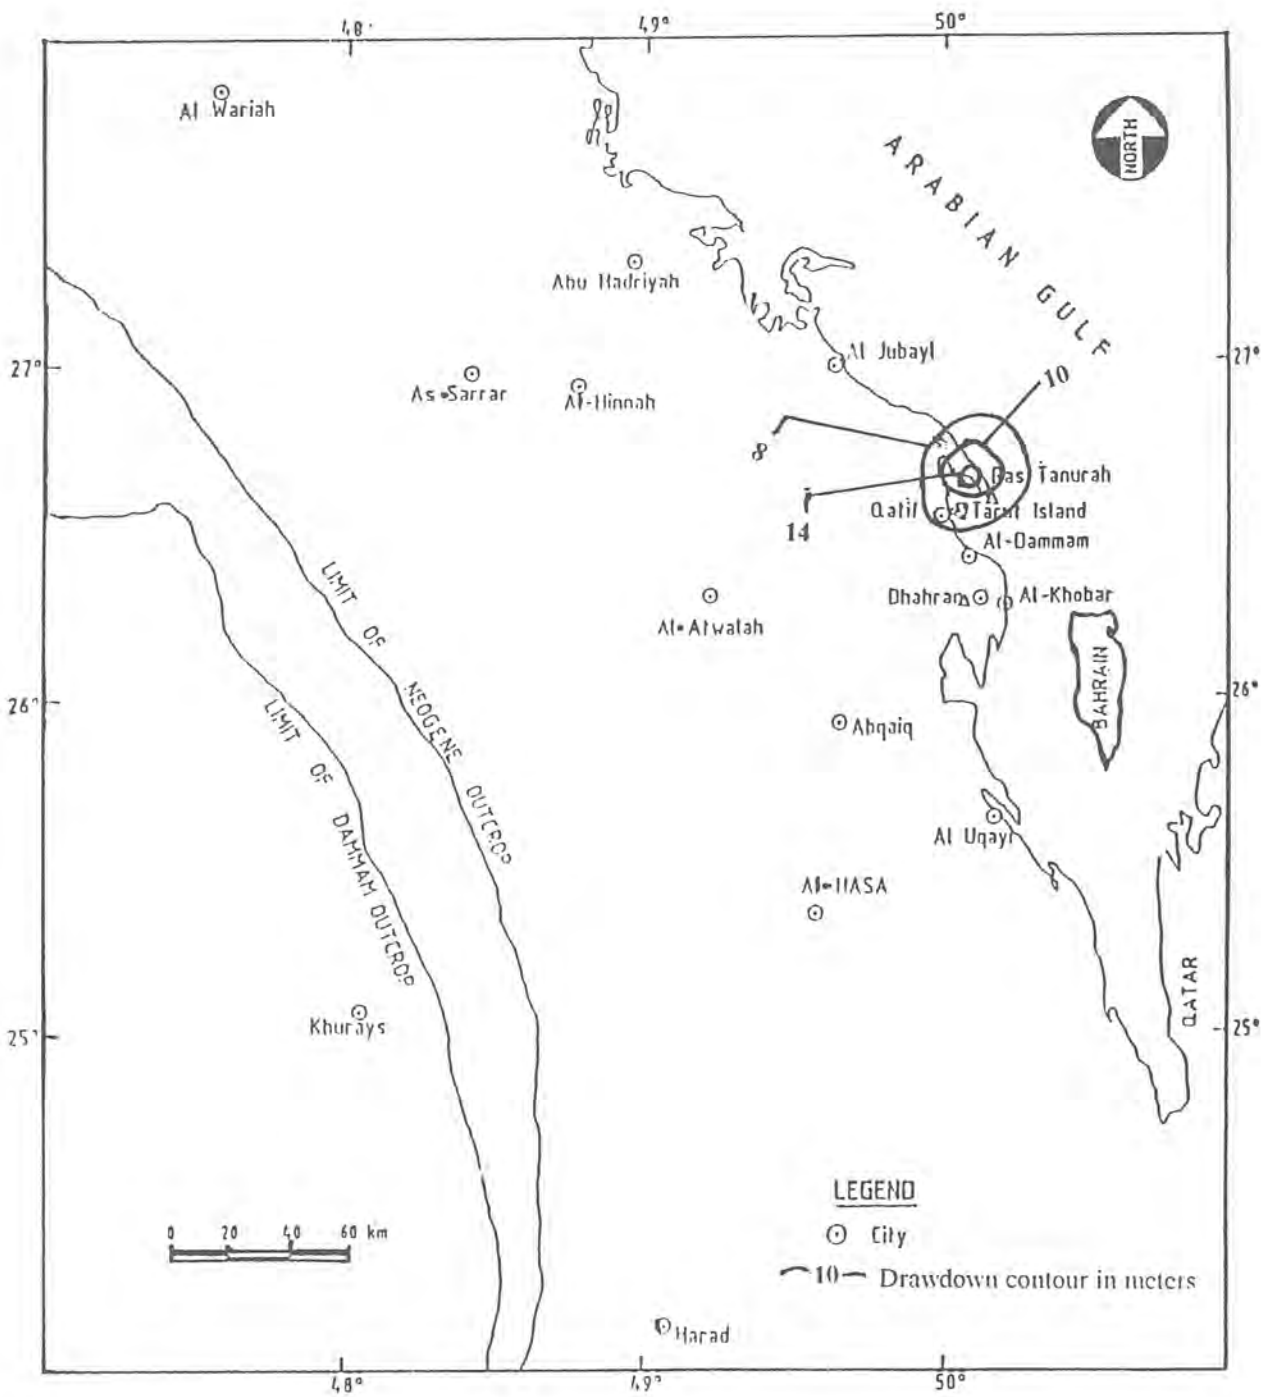 48°
49°
50°
Al Wariah
NORTH
ARABIAN GULF
Abu Hadriyah
27°
27°
Al Jubayl
As-Sarrar
Al-Hinnah
10
8
Ras Tanurah
14
Qatif
Tarut Island
Al-Dammam
Dhahran
Al-Khobar
Al-Alwalah
LIMIT OF NEOGENE OUTCROP
LIMIT OF DAMMAM OUTCROP
26°
26°
BAHRAIN
Abqaiq
Al Uqayr
Al-HASA
QATAR
25°
25°
Khurays
LEGEND
City
10 Drawdown contour in meters
0 20 40 60 km
Harad
48°
49°
50°